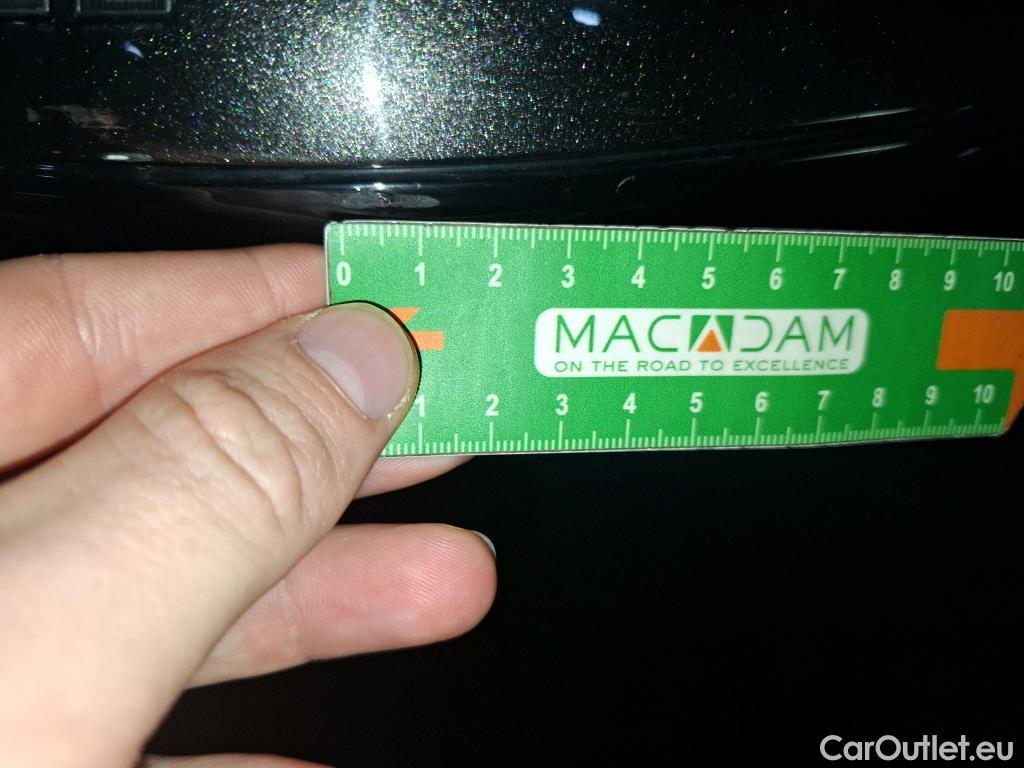 0 1 2 3 4 5 6 7 8 9 10
MACADAM
ON THE ROAD TO EXCELLENCE
1 2 3 4 5 6 7 8 9 10
CarOutlet.eu